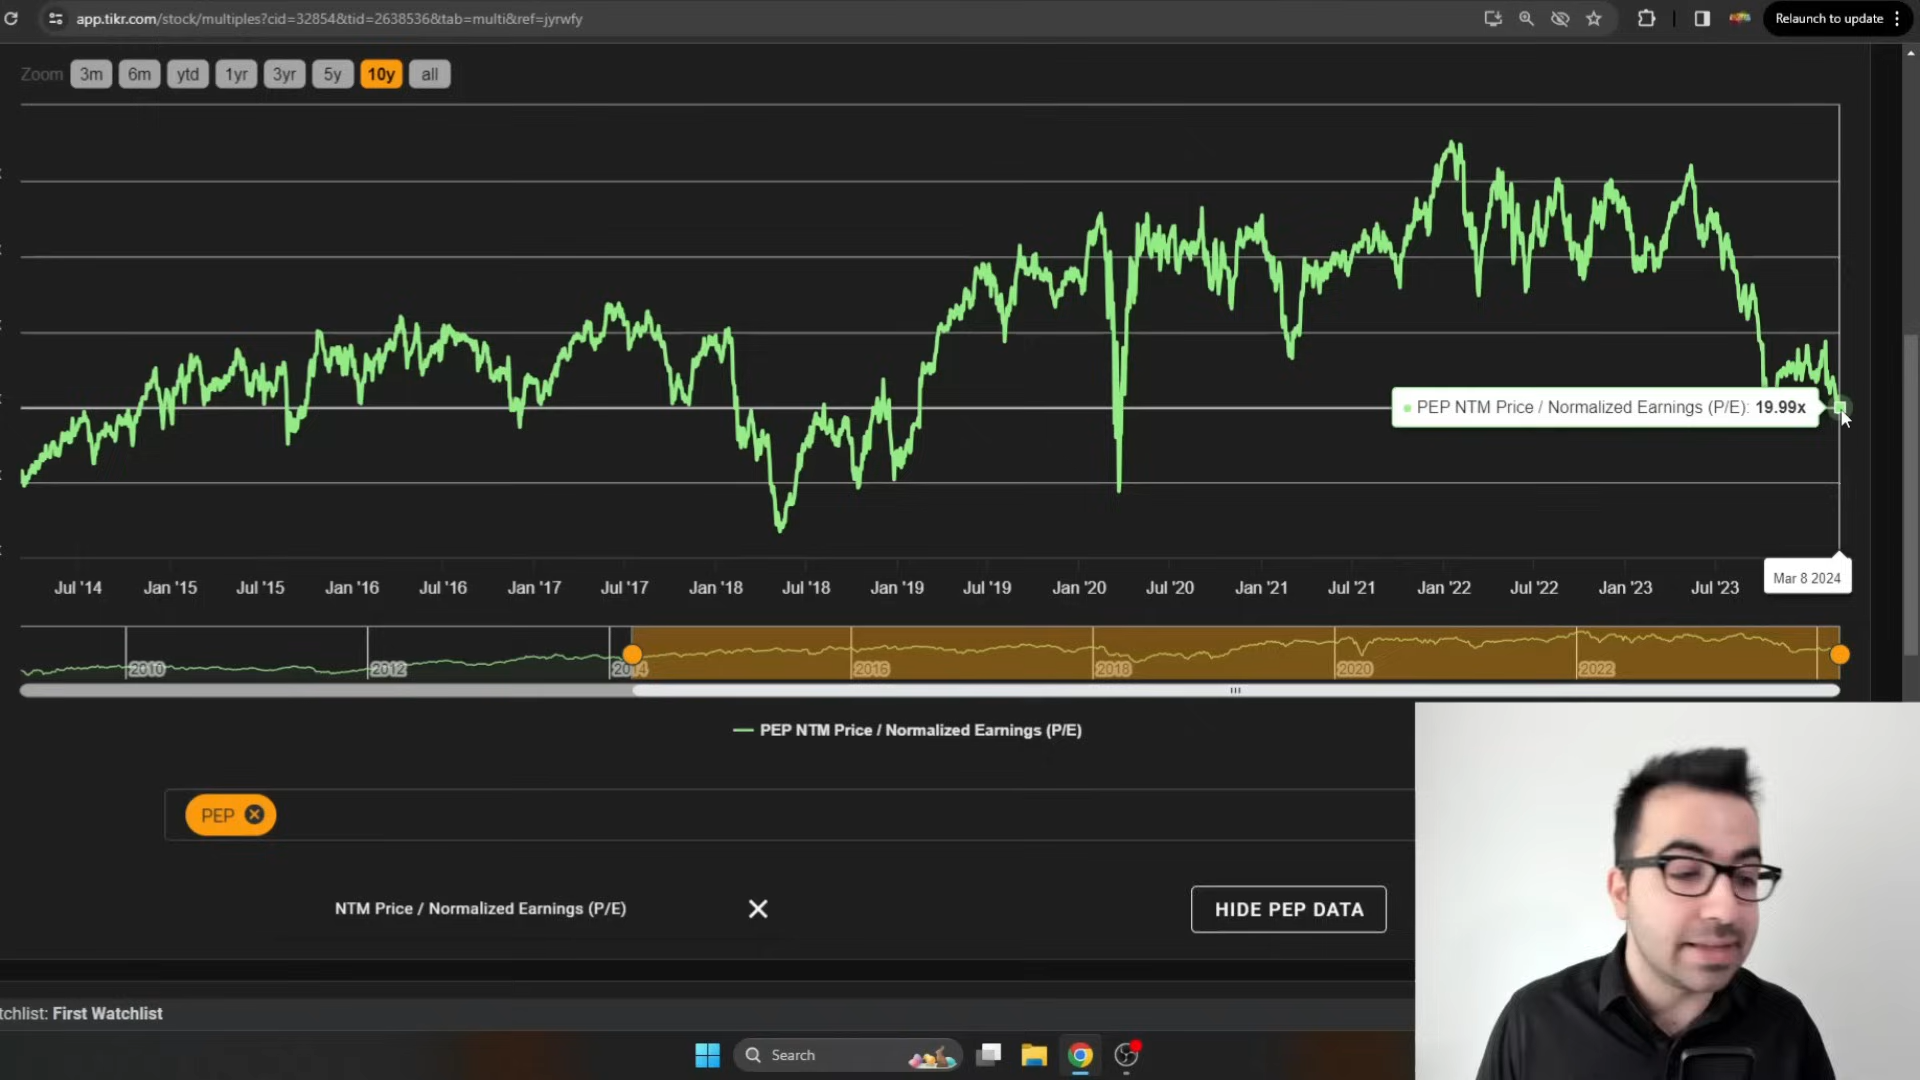 app.tikr.com/stock/multiples?cid=32854&tid=2638536&tab=multi&ref=jyrwfy
Relaunch to update
Zoom 3m 6m ytd 1yr 3yr 5y 10y all
PEP NTM Price / Normalized Earnings (P/E): 19.99x
Mar 8 2024
Jul '14 Jan '15 Jul '15 Jan '16 Jul '16 Jan '17 Jul '17 Jan '18 Jul '18 Jan '19 Jul '19 Jan '20 Jul '20 Jan '21 Jul '21 Jan '22 Jul '22 Jan '23 Jul '23
2010 2012 2014 2016 2018 2020 2022
PEP NTM Price / Normalized Earnings (P/E)
PEP
NTM Price / Normalized Earnings (P/E)
HIDE PEP DATA
tchlist: First Watchlist
Search